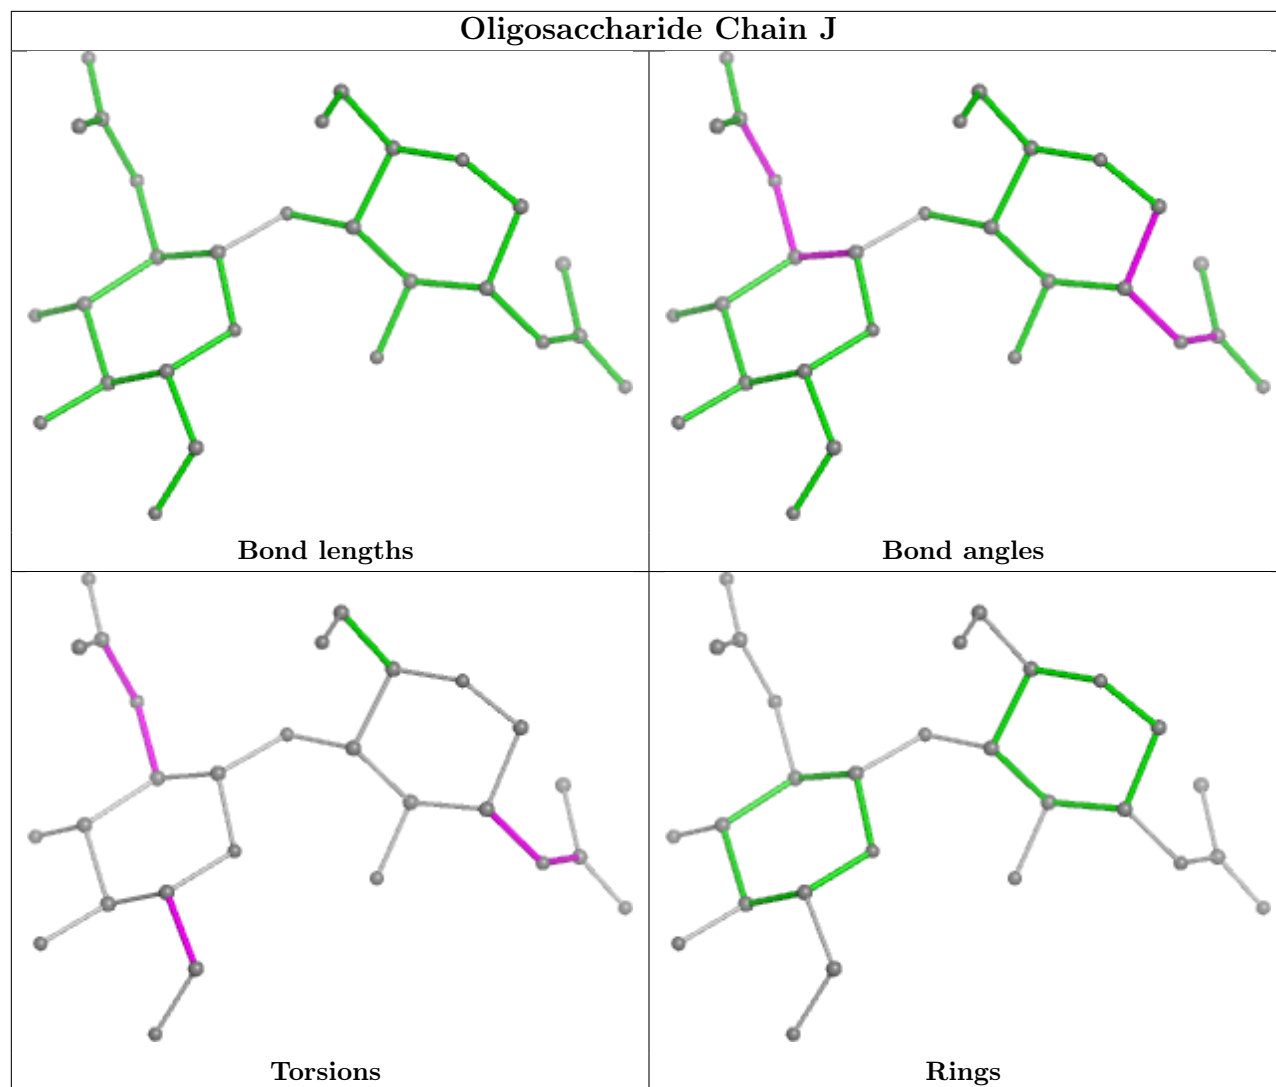 Oligosaccharide Chain J
Bond lengths
Bond angles
Torsions
Rings